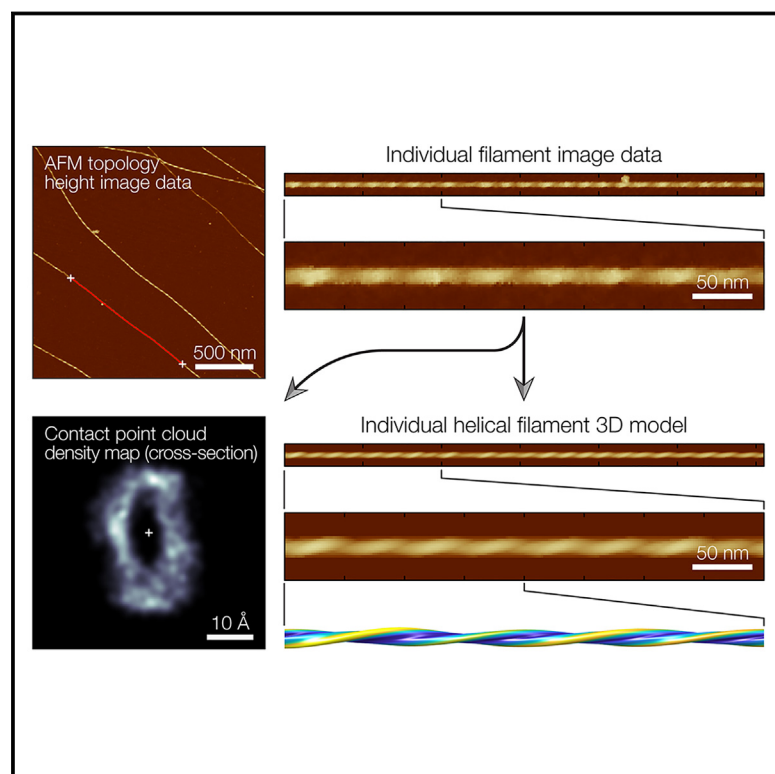 AFM topology
height image data
500 nm
Individual filament image data
50 nm
Contact point cloud
density map (cross-section)
10 Å
Individual helical filament 3D model
50 nm